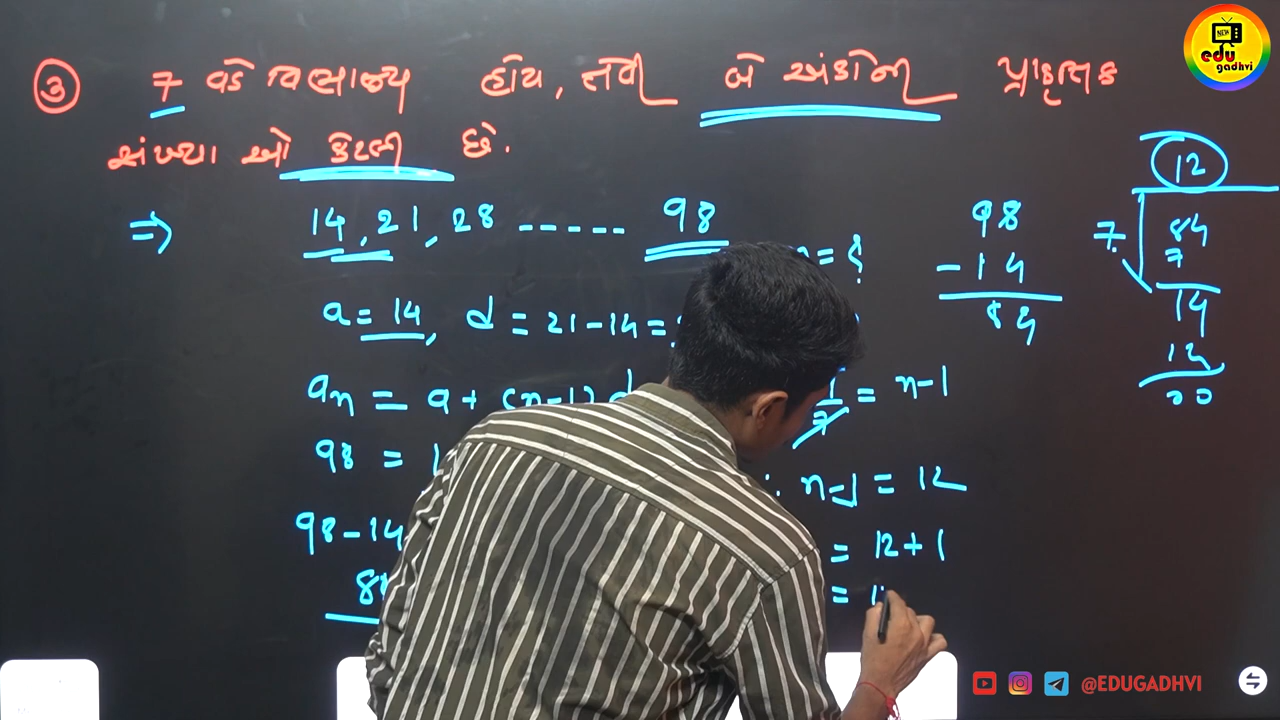 ③ 7 વડે વિભાજ્ય હોય, તેવી બે અંકોની પ્રાકૃતિક
સંખ્યા ઓ કેટલી છે.
⇒ 14, 21, 28 ------ 98
= ?
a = 14, d = 21 - 14 =
an = a + (n-1) d
98 =
98 - 14
= n-1
n-1 = 12
= 12 + 1
=
98
- 14
84
12
7 84
7
14
14
00
NEW
edu
gadhvi
@EDUGADHVI